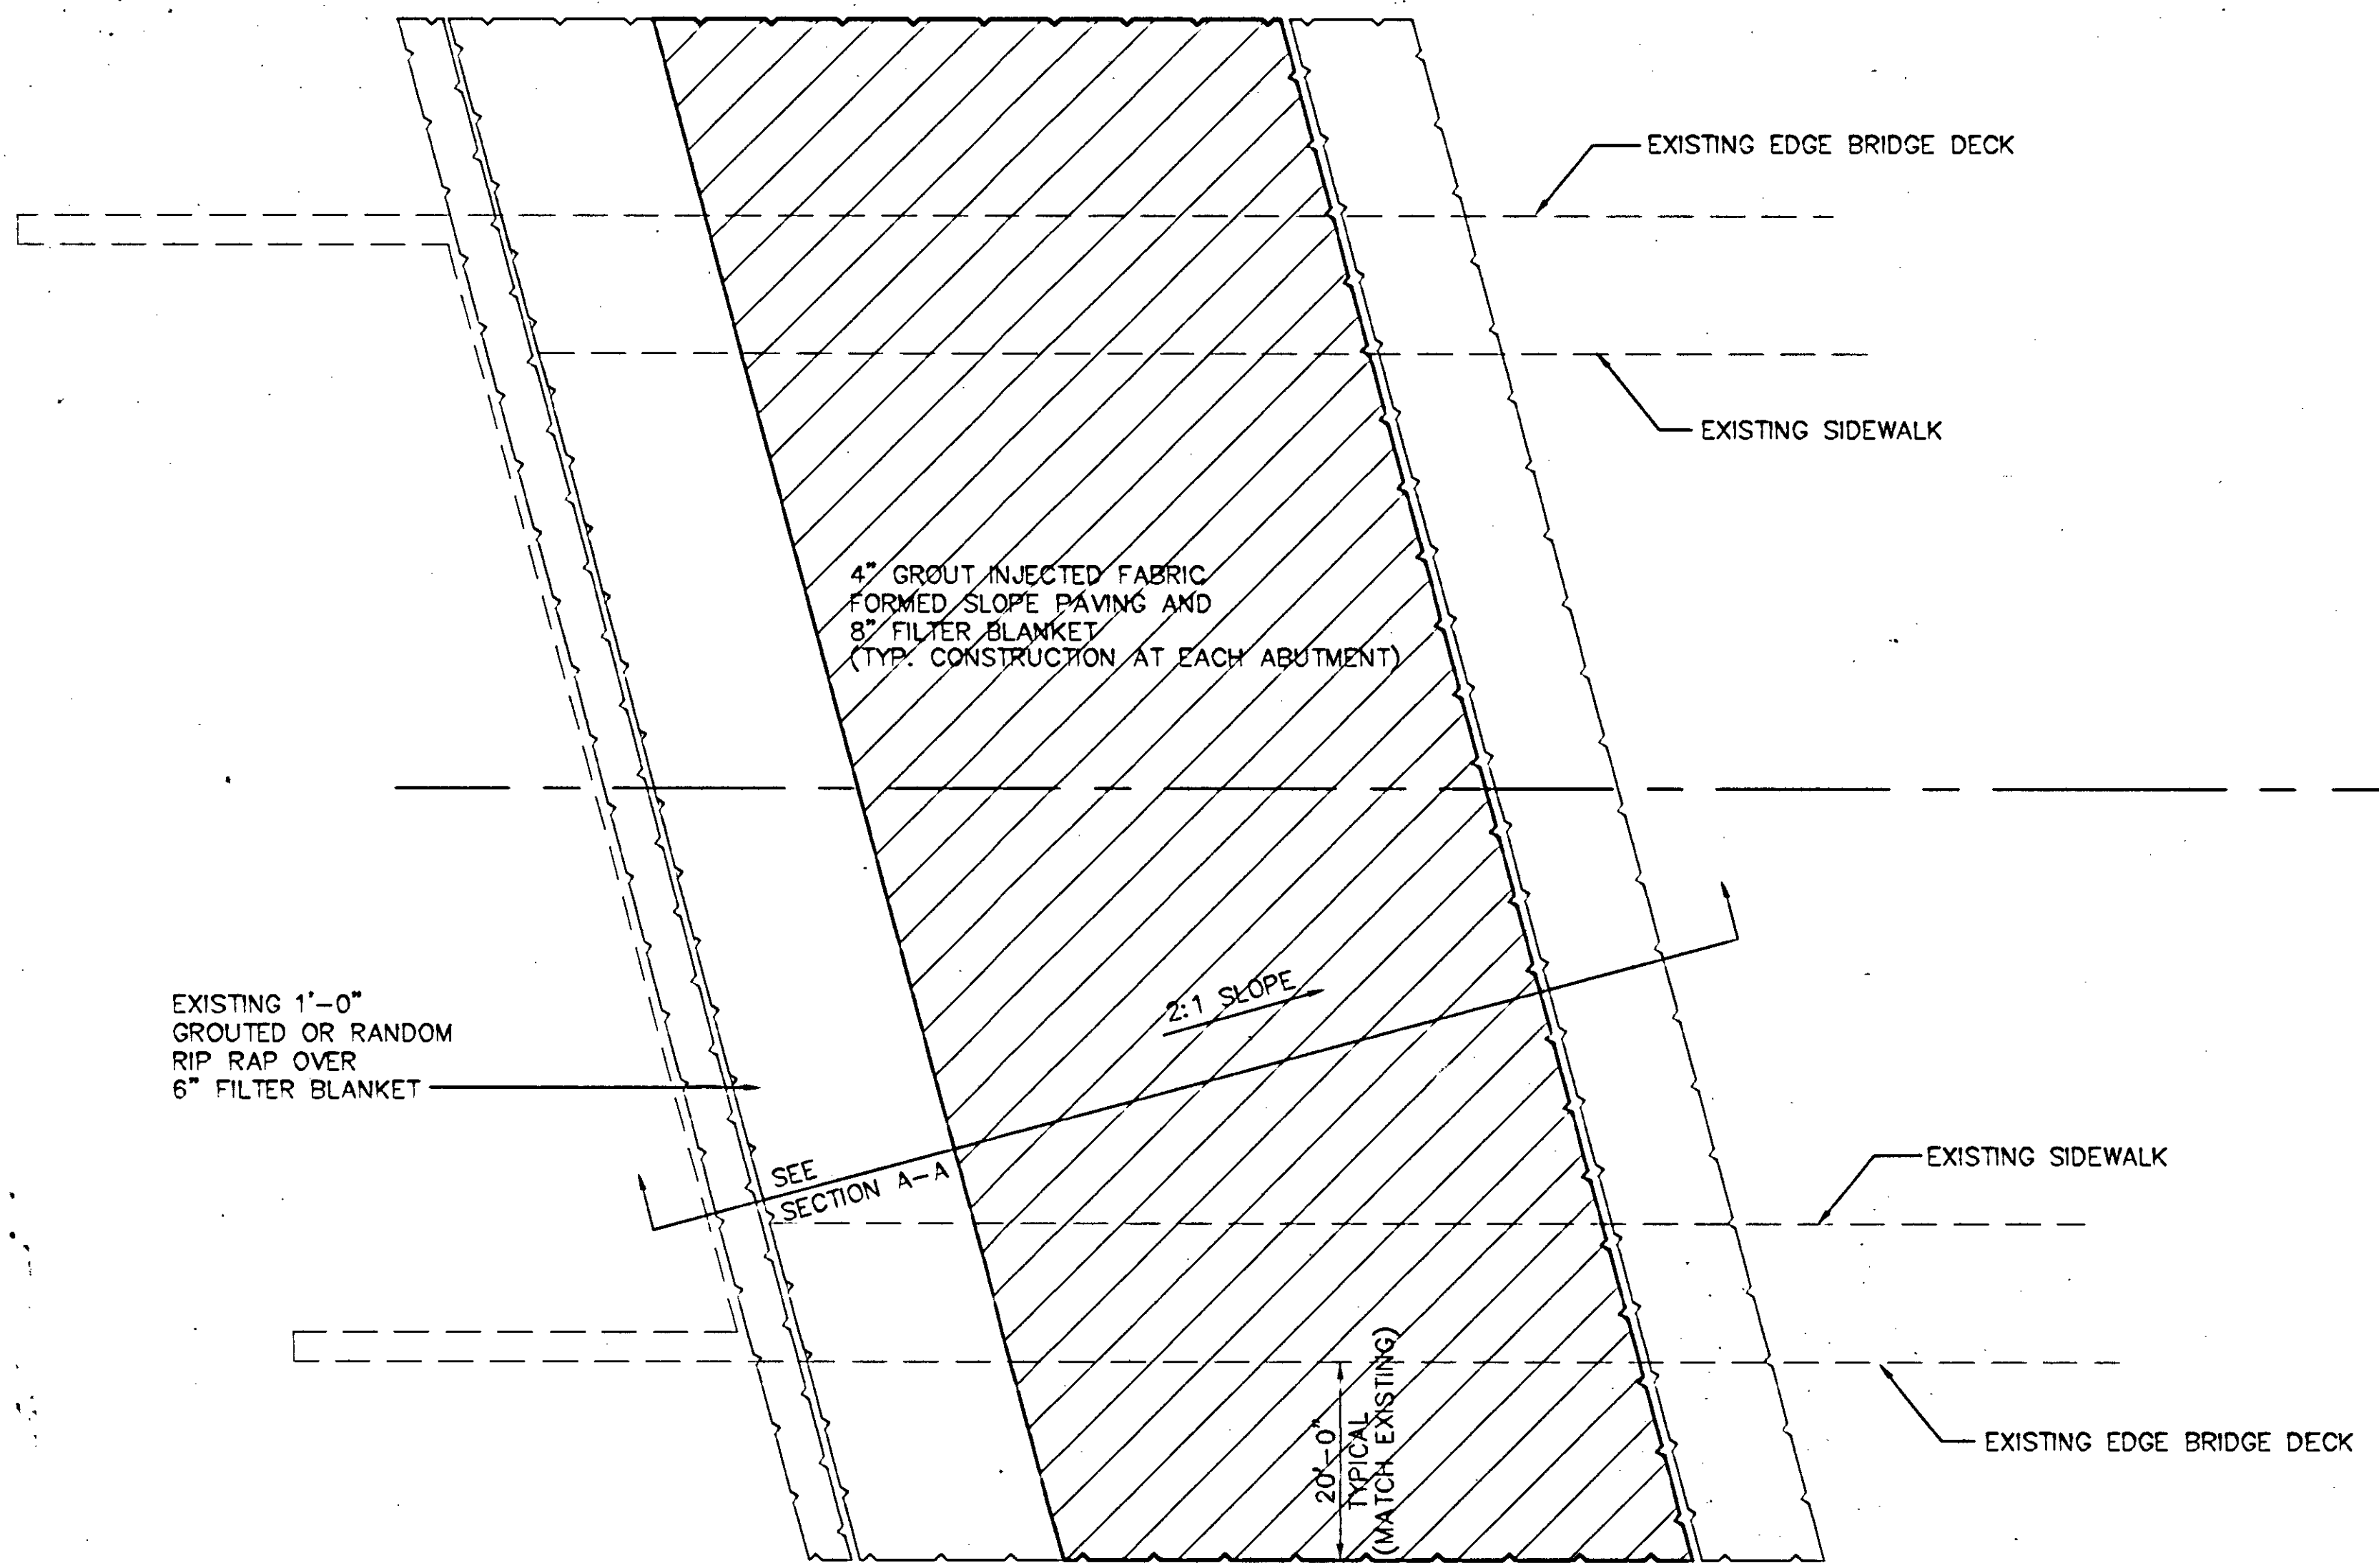 EXISTING EDGE BRIDGE DECK
EXISTING SIDEWALK
4" GROUT INJECTED FABRIC
FORMED SLOPE PAVING AND
8" FILTER BLANKET
(TYP. CONSTRUCTION AT EACH ABUTMENT)
2:1 SLOPE
EXISTING 1'-0"
GROUTED OR RANDOM
RIP RAP OVER
6" FILTER BLANKET
SEE
SECTION A-A
EXISTING SIDEWALK
20'-0"
TYPICAL
(MATCH EXISTING)
EXISTING EDGE BRIDGE DECK